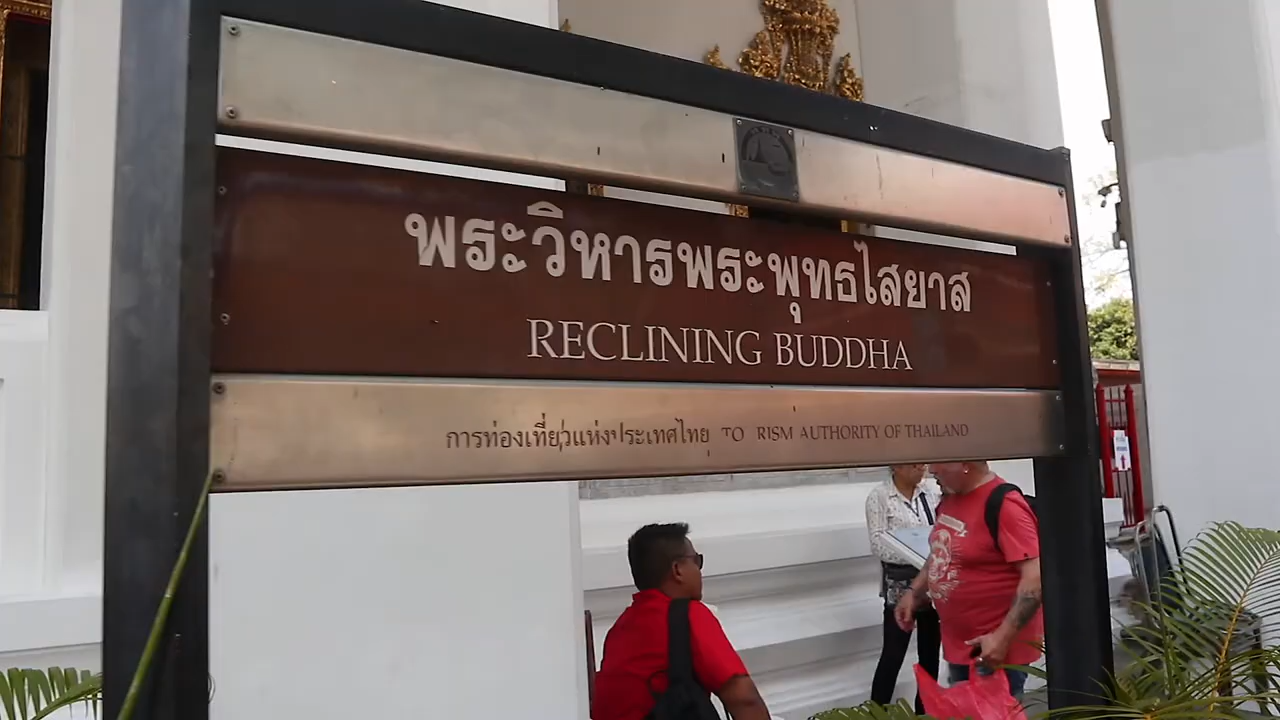 พระวิหารพระพุทธไสยาส
RECLINING BUDDHA
การท่องเที่ยวแห่งประเทศไทย TO RISM AUTHORITY OF THAILAND